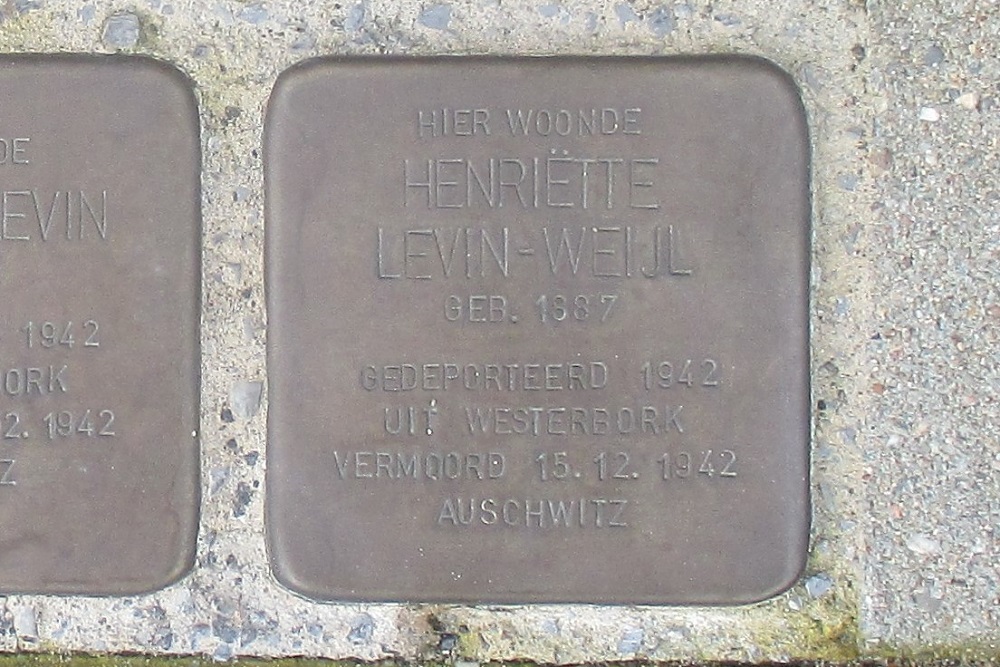 DE
LEVIN
1942
ORK
2. 1942
Z
HIER WOONDE
HENRIËTTE
LEVIN-WEIJL
GEB. 1887
GEDEPORTEERD 1942
UIT WESTERBORK
VERMOORD 15.12.1942
AUSCHWITZ